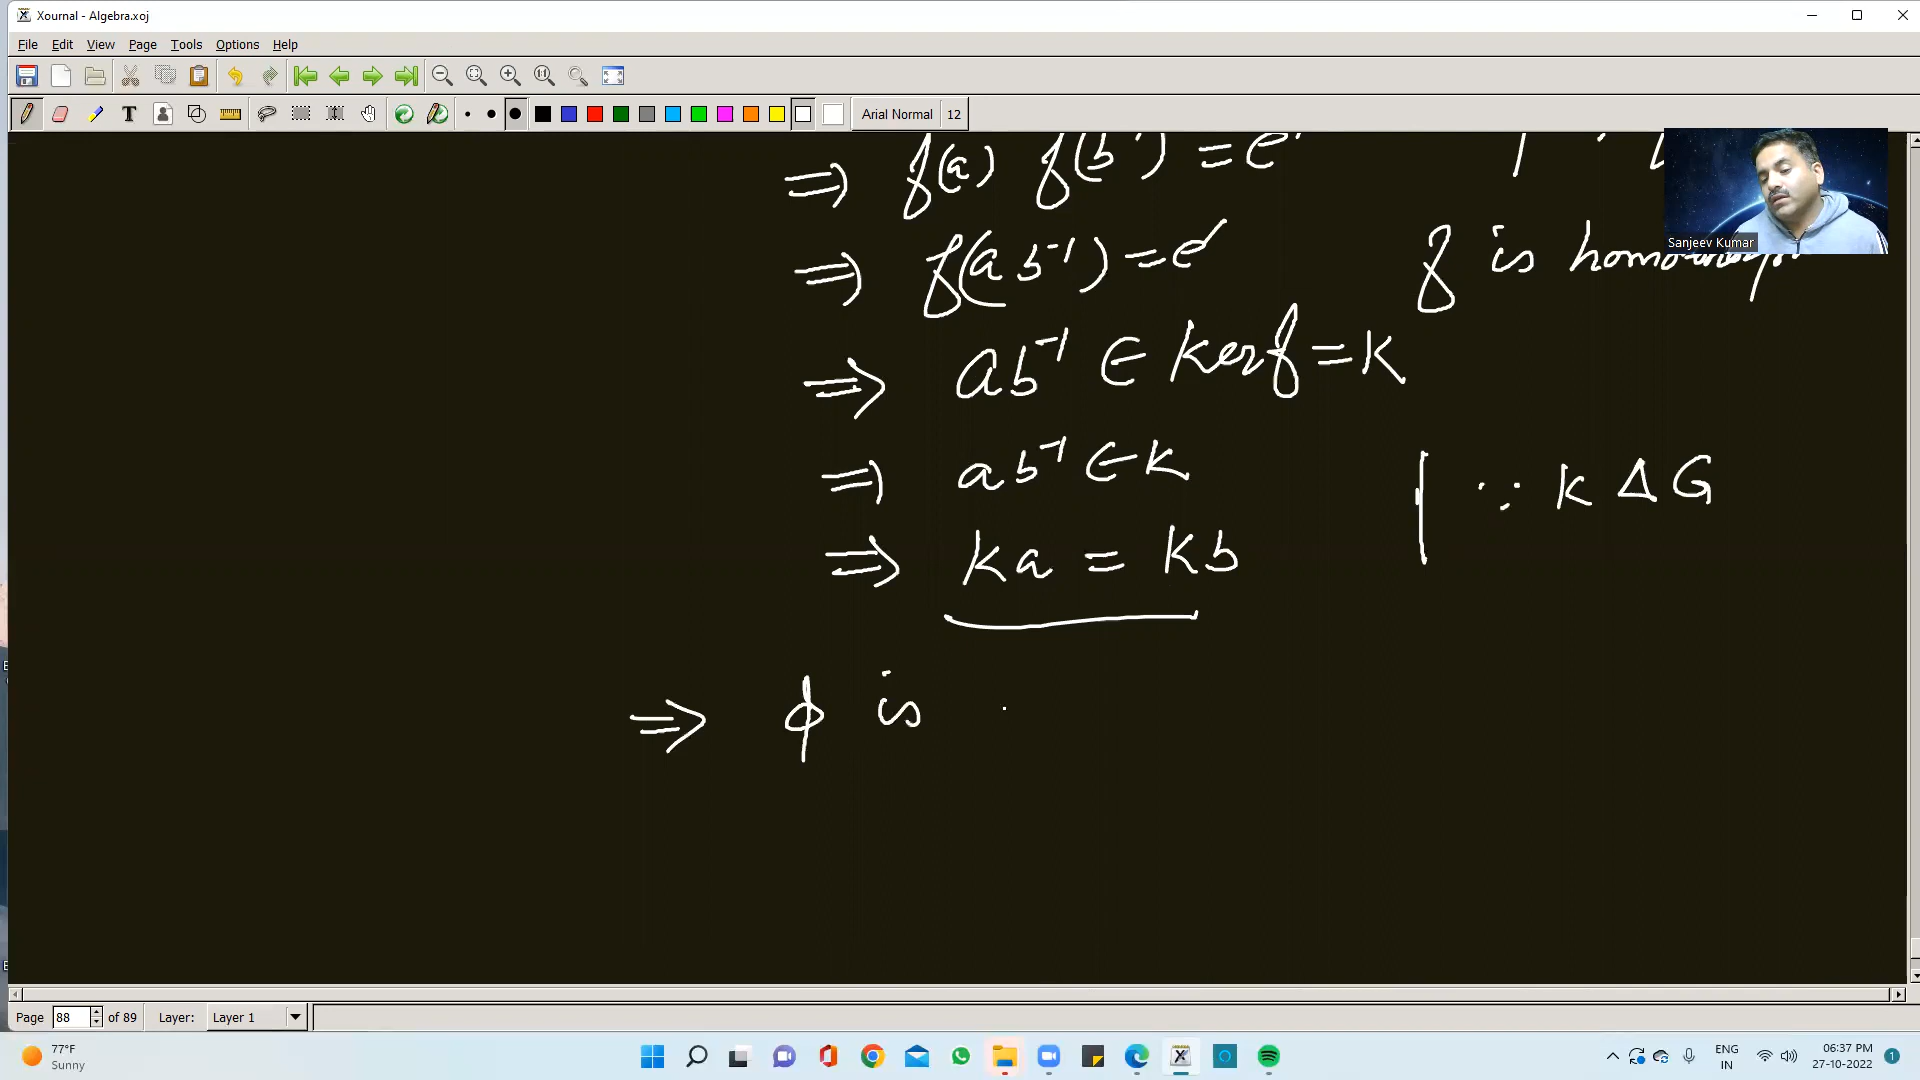 Xournal - Algebra.xoj
File Edit View Page Tools Options Help
Arial Normal 12
⇒ f(a) f(b
Sanjeev Kumar
⇒ f(ab⁻¹) = e' f is
⇒ ab⁻¹ ∈ kerf = K
⇒ ab⁻¹ ∈ K | ∵ K Δ G
⇒ Ka = Kb
⇒ φ is
Page 88 of 89 Layer: Layer 1
77°F
Sunny
ENG
IN
06:37 PM
27-10-2022
1